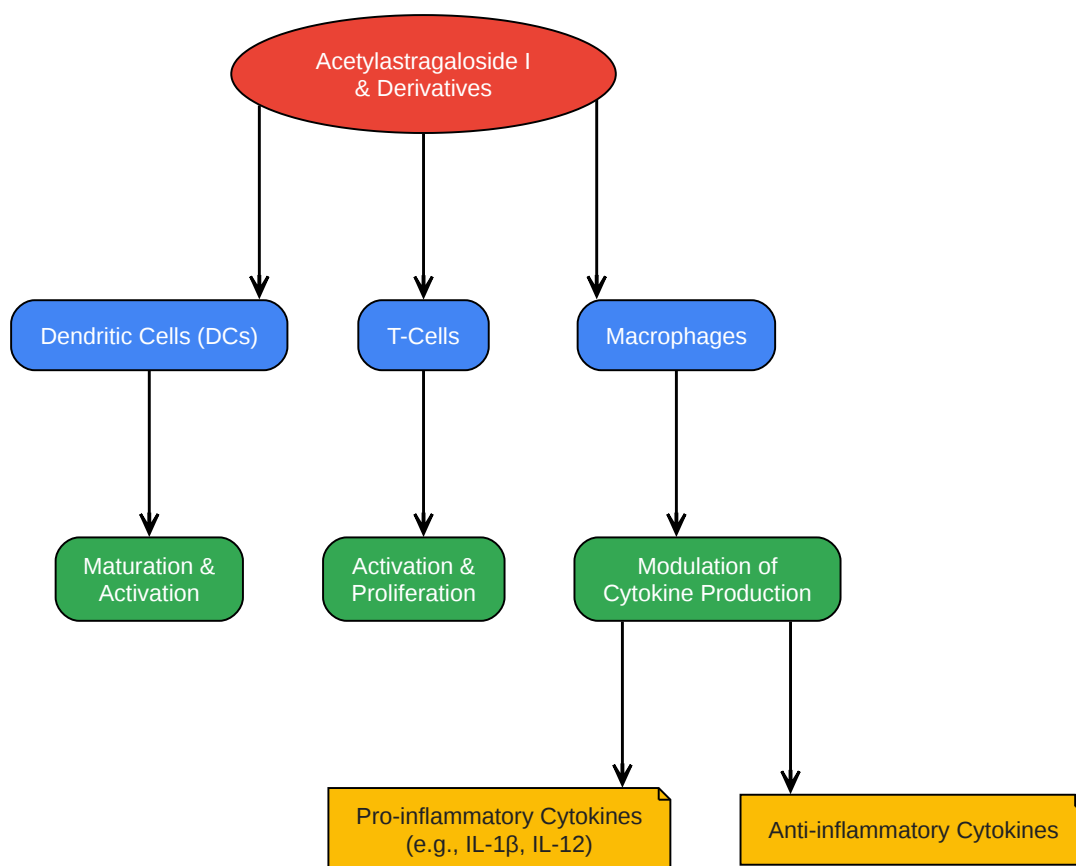 Acetylastragaloside I
& Derivatives
Dendritic Cells (DCs)
T-Cells
Macrophages
Maturation &
Activation
Activation &
Proliferation
Modulation of
Cytokine Production
Pro-inflammatory Cytokines
(e.g., IL-1β, IL-12)
Anti-inflammatory Cytokines